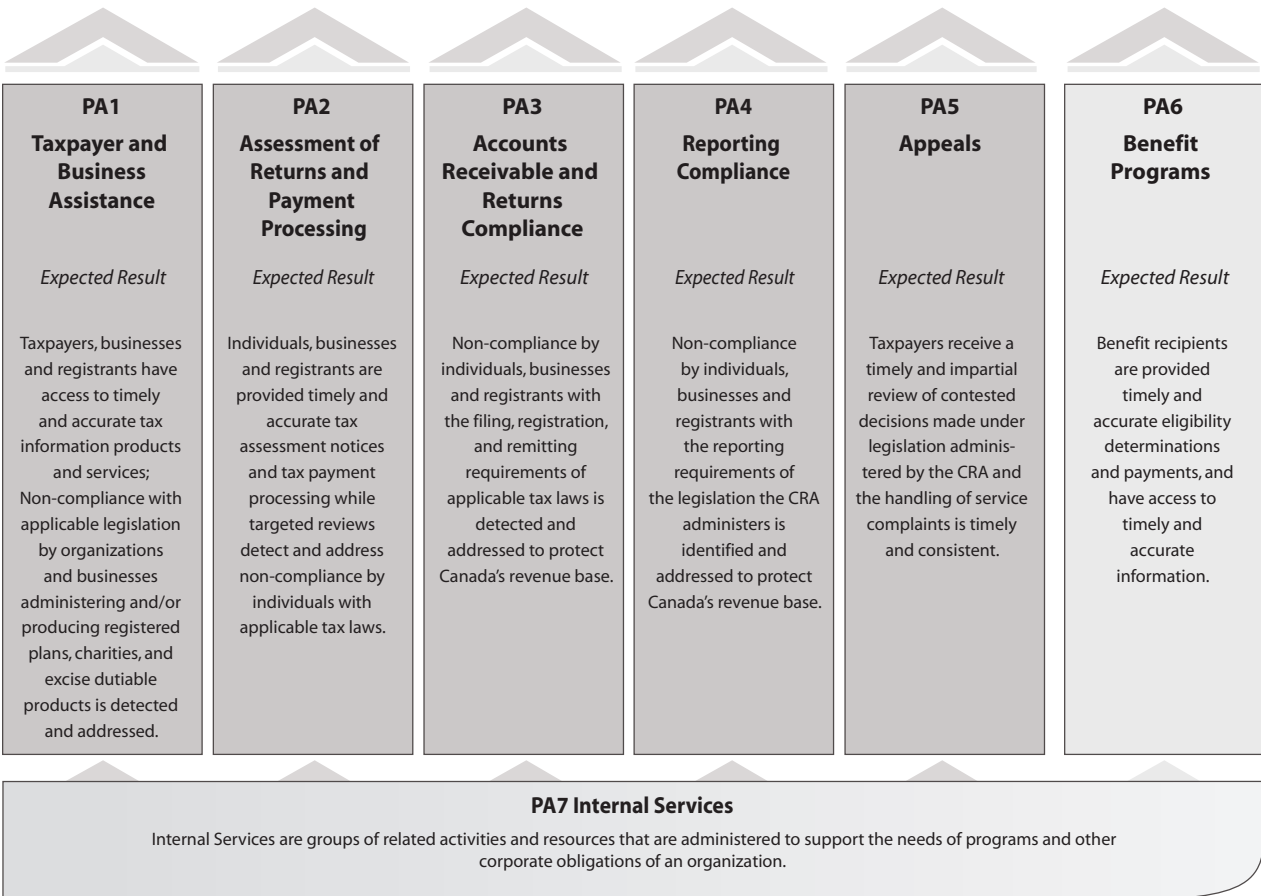 PA1
Taxpayer and
Business
Assistance
Expected Result
Taxpayers, businesses
and registrants have
access to timely
and accurate tax
information products
and services;
Non-compliance with
applicable legislation
by organizations
and businesses
administering and/or
producing registered
plans, charities, and
excise dutiable
products is detected
and addressed.
PA2
Assessment of
Returns and
Payment
Processing
Expected Result
Individuals, businesses
and registrants are
provided timely and
accurate tax
assessment notices
and tax payment
processing while
targeted reviews
detect and address
non-compliance by
individuals with
applicable tax laws.
PA3
Accounts
Receivable and
Returns
Compliance
Expected Result
Non-compliance by
individuals, businesses
and registrants with
the filing, registration,
and remitting
requirements of
applicable tax laws is
detected and
addressed to protect
Canada's revenue base.
PA4
Reporting
Compliance
Expected Result
Non-compliance
by individuals,
businesses and
registrants with
the reporting
requirements of
the legislation the CRA
administers is
identified and
addressed to protect
Canada's revenue base.
PA5
Appeals
Expected Result
Taxpayers receive a
timely and impartial
review of contested
decisions made under
legislation adminis-
tered by the CRA and
the handling of service
complaints is timely
and consistent.
PA6
Benefit
Programs
Expected Result
Benefit recipients
are provided
timely and
accurate eligibility
determinations
and payments, and
have access to
timely and
accurate
information.
PA7 Internal Services
Internal Services are groups of related activities and resources that are administered to support the needs of programs and other
corporate obligations of an organization.